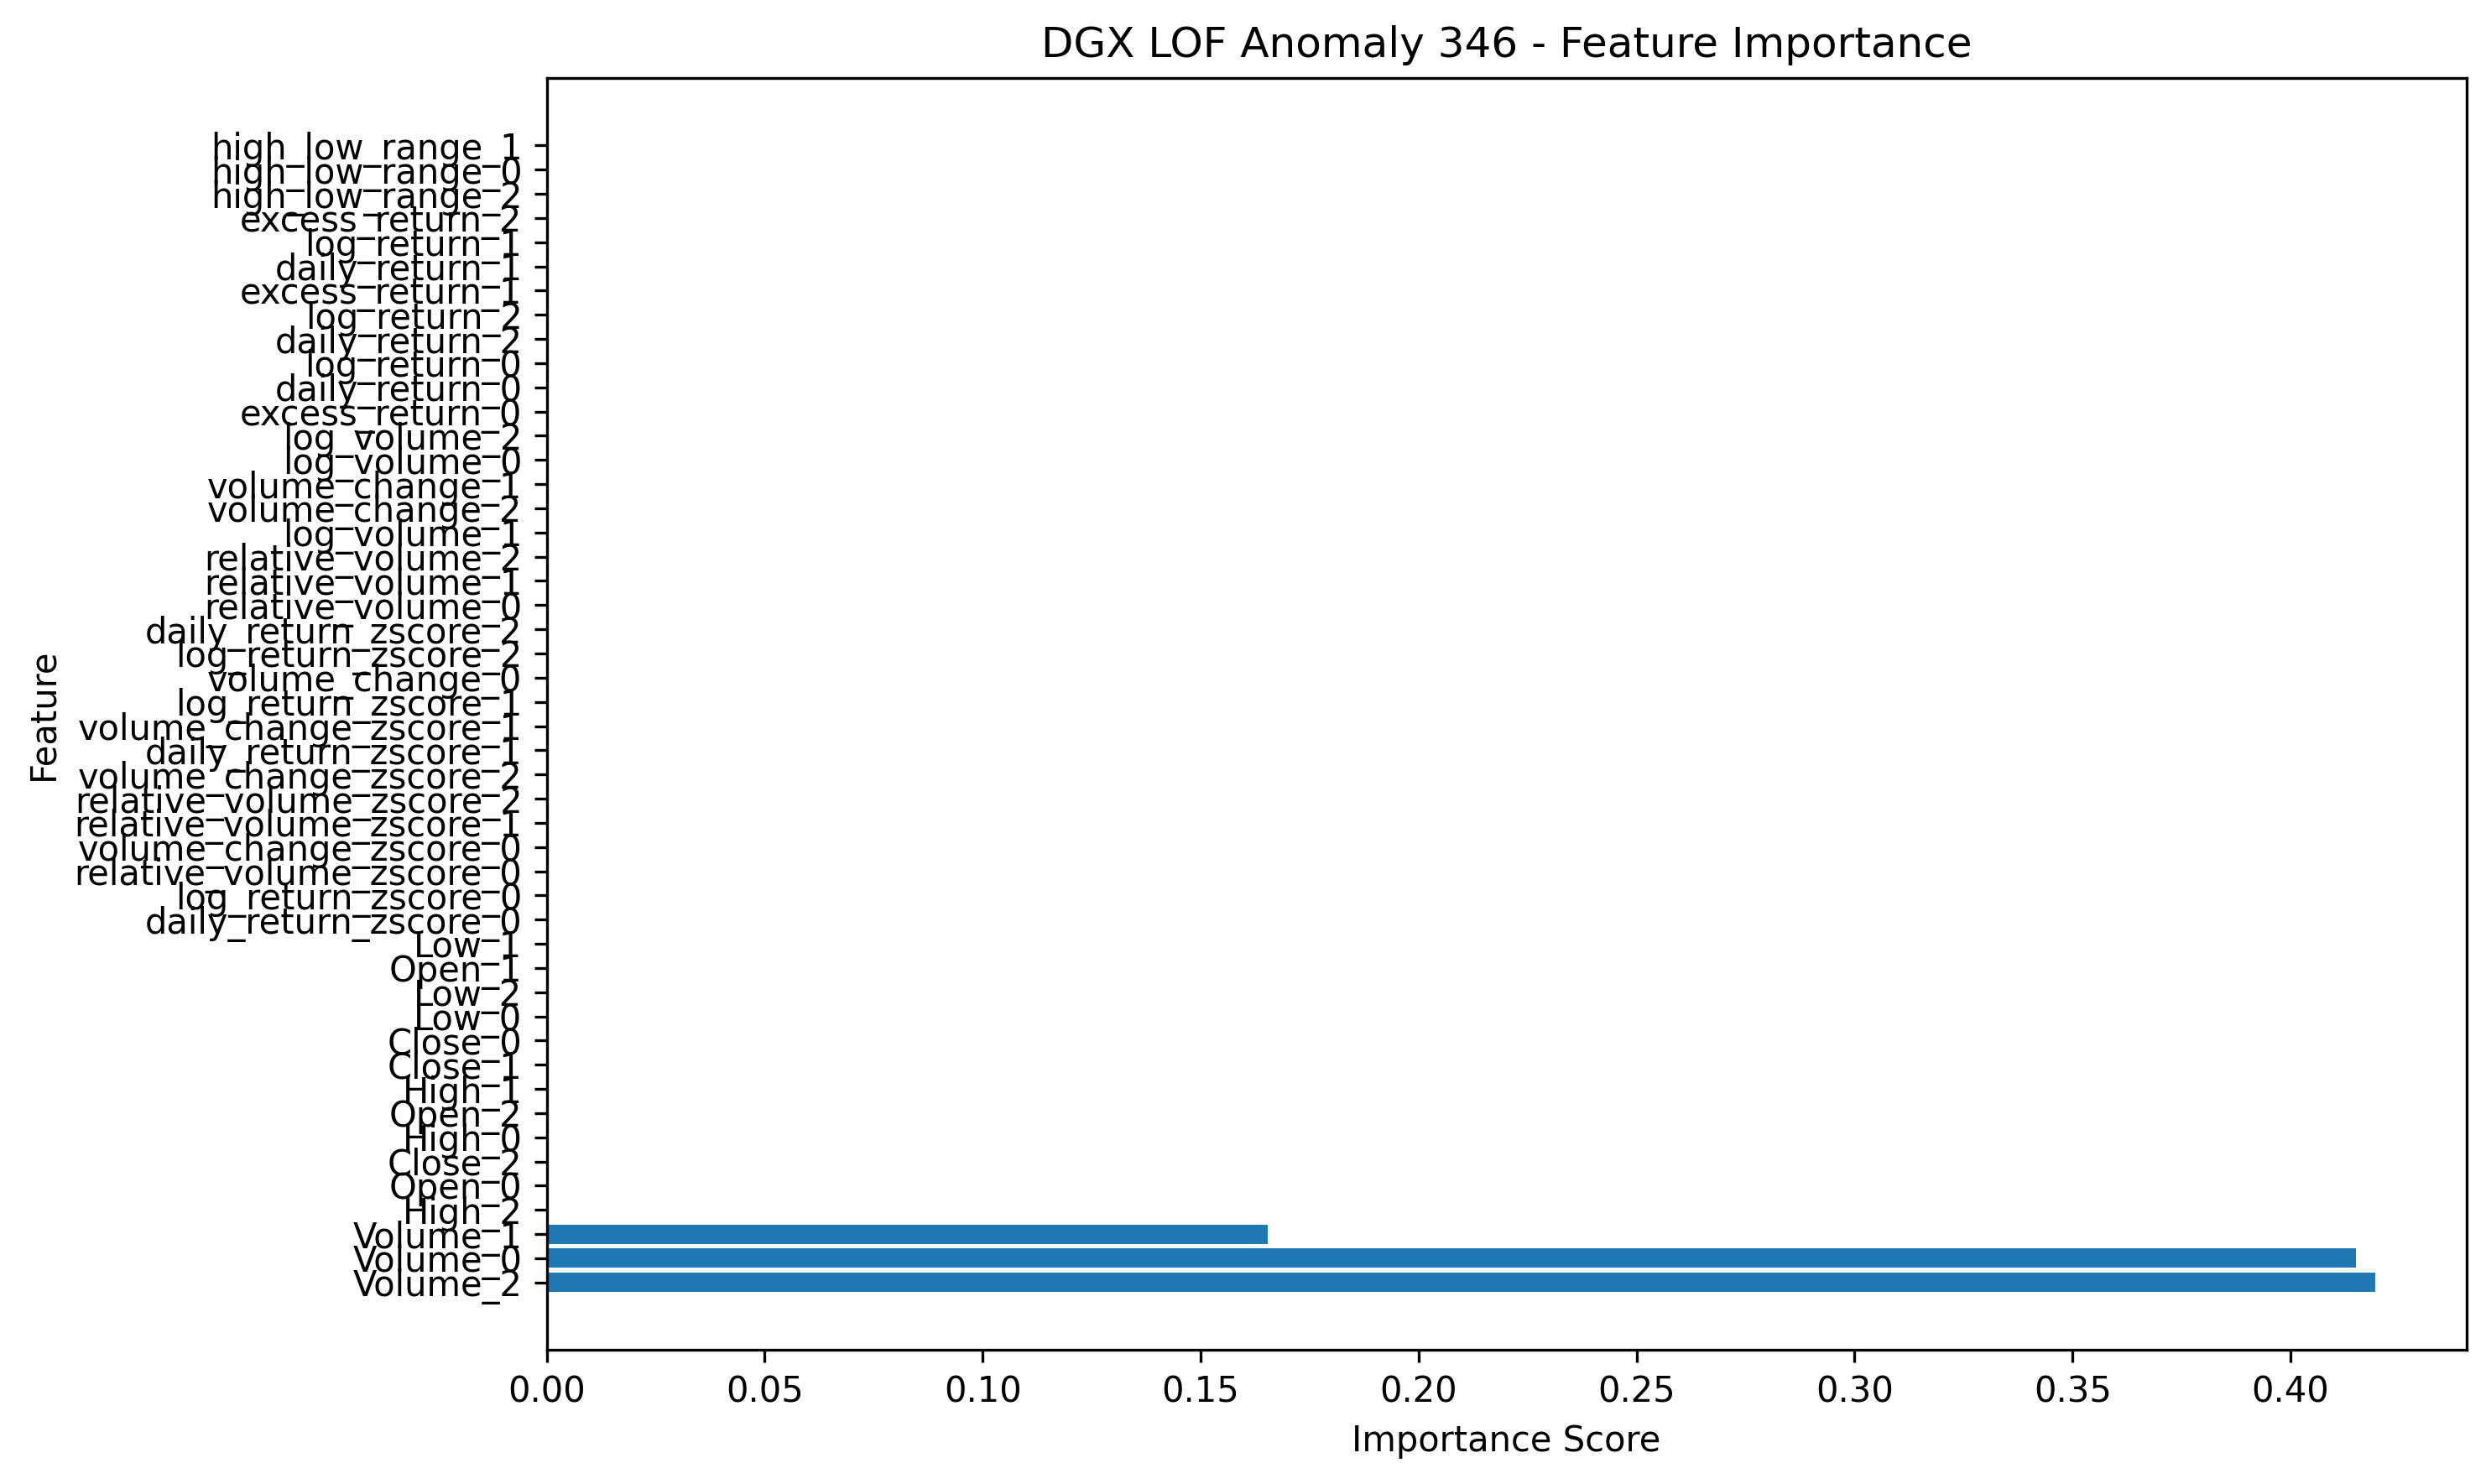 DGX LOF Anomaly 346 - Feature Importance
high_low_range_1
high_low_range_0
high_low_range_2
excess_return_2
log_return_1
daily_return_1
excess_return_1
log_return_2
daily_return_2
log_return_0
daily_return_0
excess_return_0
log_volume_2
log_volume_0
volume_change_1
volume_change_2
log_volume_1
relative_volume_2
relative_volume_1
relative_volume_0
daily_return_zscore_2
log_return_zscore_2
volume_change_0
log_return_zscore_1
volume_change_zscore_1
daily_return_zscore_1
volume_change_zscore_2
relative_volume_zscore_2
relative_volume_zscore_1
volume_change_zscore_0
relative_volume_zscore_0
log_return_zscore_0
daily_return_zscore_0
Low_1
Open_1
Low_2
Low_0
Close_0
Close_1
High_1
Open_2
High_0
Close_2
Open_0
High_2
Volume_1
Volume_0
Volume_2
Feature
0.00 0.05 0.10 0.15 0.20 0.25 0.30 0.35 0.40
Importance Score